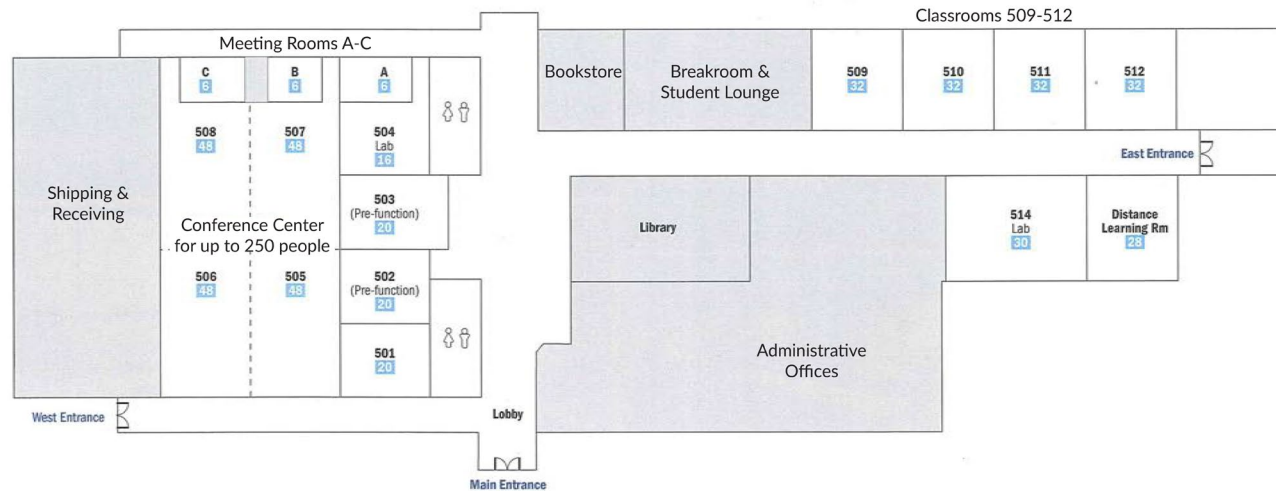 Classrooms 509-512
Meeting Rooms A-C
C
6
B
6
A
6
Bookstore
Breakroom &
Student Lounge
509
32
510
32
511
32
512
32
508
48
507
48
504
Lab
16
East Entrance
Shipping &
Receiving
503
(Pre-function)
20
Conference Center
for up to 250 people
Library
514
Lab
30
Distance
Learning Rm
28
506
48
505
48
502
(Pre-function)
20
501
20
Administrative
Offices
West Entrance
Lobby
Main Entrance